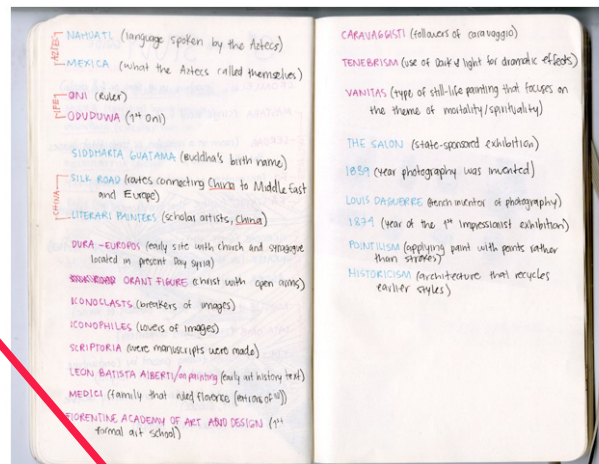 AZTEC
NAHUATL (language spoken by the Aztecs)
MEXICA (what the Aztecs called themselves)
IFE
ONI (ruler)
ODUDUWA (1st Oni)
SIDDHARTA GUATAMA (Buddha's birth name)
CHINA
SILK ROAD (routes connecting China to Middle East
and Europe)
LITERARI PAINTERS (scholar artists, China)
DURA-EUROPOS (early site with church and synagogue
located in present Day Syria)
ORANT FIGURE (christ with open arms)
ICONOCLASTS (breakers of images)
ICONOPHILES (lovers of images)
SCRIPTORIA (were manuscripts were made)
LEON BATISTA ALBERTI/on painting (early art history text)
MEDICI (family that ruled florence
FIORENTINE ACADEMY OF ART AND DESIGN (1st
formal art school)
CARAVAGGISTI (followers of caravaggio)
TENEBRISM (use of Dark & light for dramatic effects)
VANITAS (type of still-life painting that focuses on
the theme of mortality/spirituality)
THE SALON (state-sponsored exhibition)
1839 (year photography was invented)
LOUIS DAGUERRE (french inventor of photography)
1874 (year of the 1st Impressionist exhibition)
POINTILISM (applying paint with points rather
than strokes)
HISTORICISM (architecture that recycles
earlier styles)